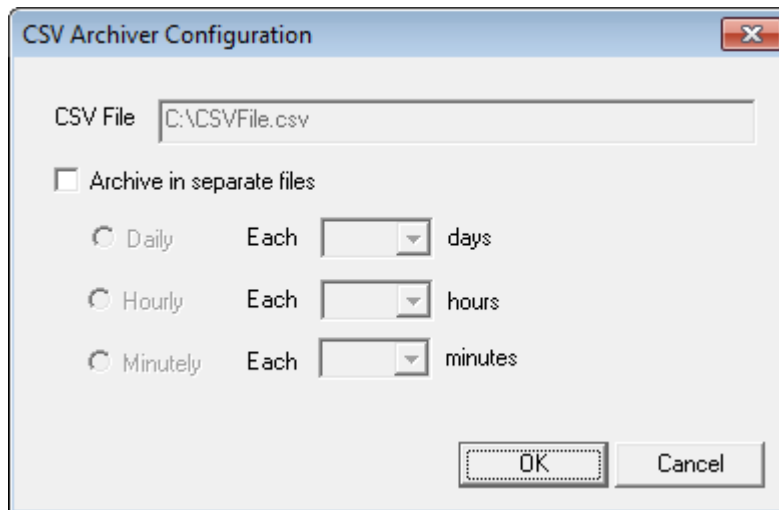 CSV Archiver Configuration
CSV File C:\CSVFile.csv
Archive in separate files
Daily Each days
Hourly Each hours
Minutely Each minutes
OK Cancel